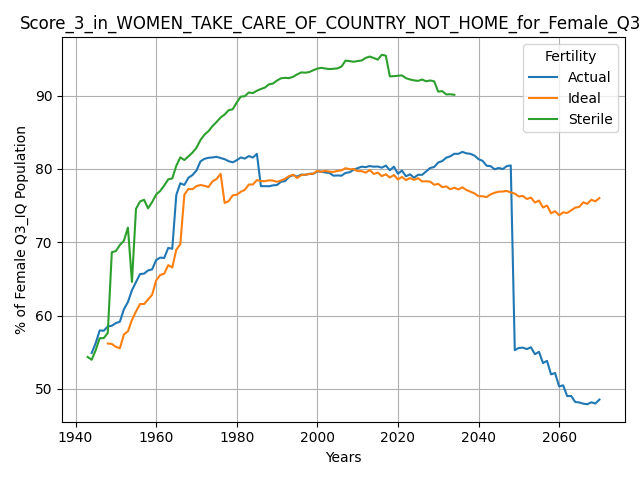 Score_3_in_WOMEN_TAKE_CARE_OF_COUNTRY_NOT_HOME_for_Female_Q3
Fertility
Actual
Ideal
Sterile
% of Female Q3_IQ Population
90
80
70
60
50
1940 1960 1980 2000 2020 2040 2060
Years